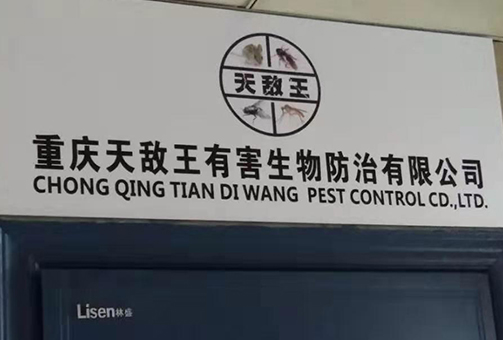 天敌王
重庆天敌王有害生物防治有限公司
CHONG QING TIAN DI WANG PEST CONTROL CD.,LTD.
Lisen林盛